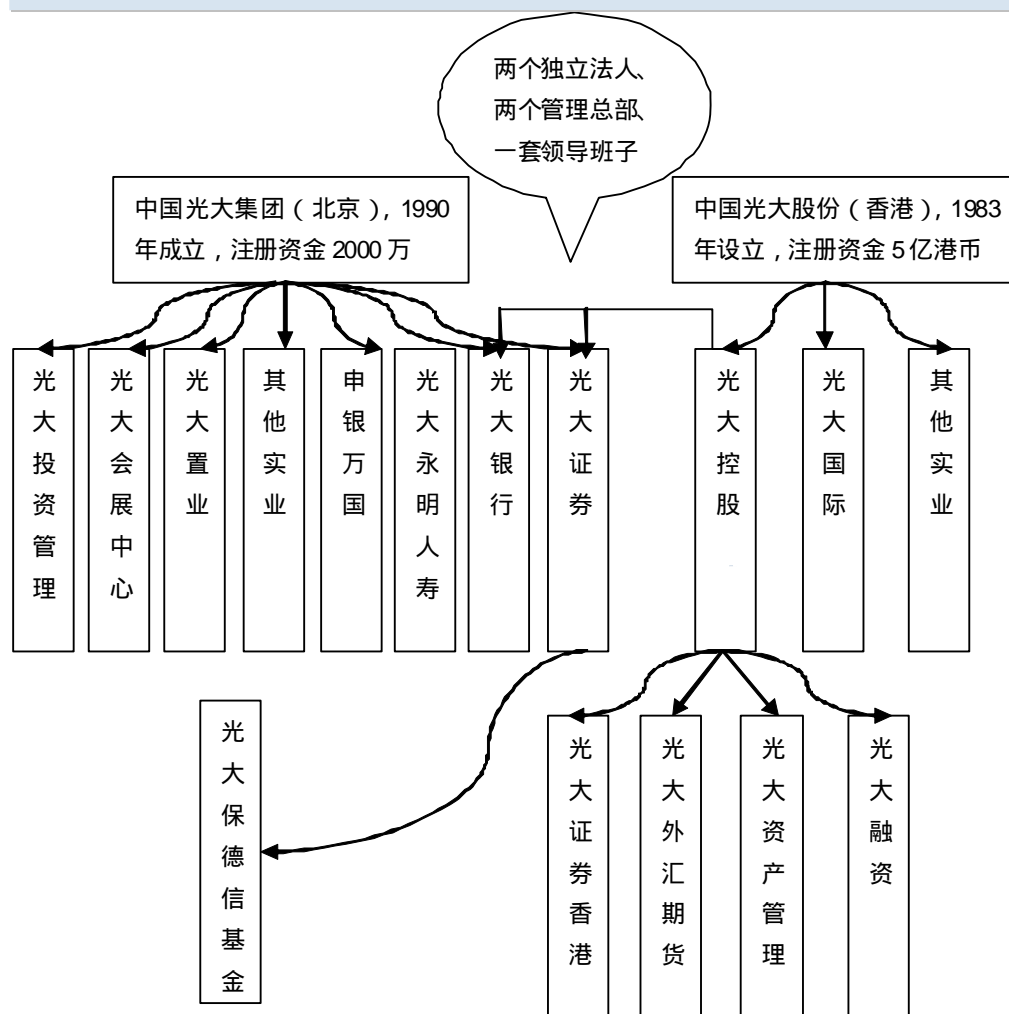 两个独立法人、
两个管理总部、
一套领导班子
中国光大集团（北京），1990
年成立，注册资金 2000 万
中国光大股份（香港），1983
年设立，注册资金 5 亿港币
光大投资管理
光大会展中心
光大置业
其他实业
申银万国
光大永明人寿
光大银行
光大证券
光大控股
光大国际
其他实业
光大保德信基金
光大证券香港
光大外汇期货
光大资产管理
光大融资